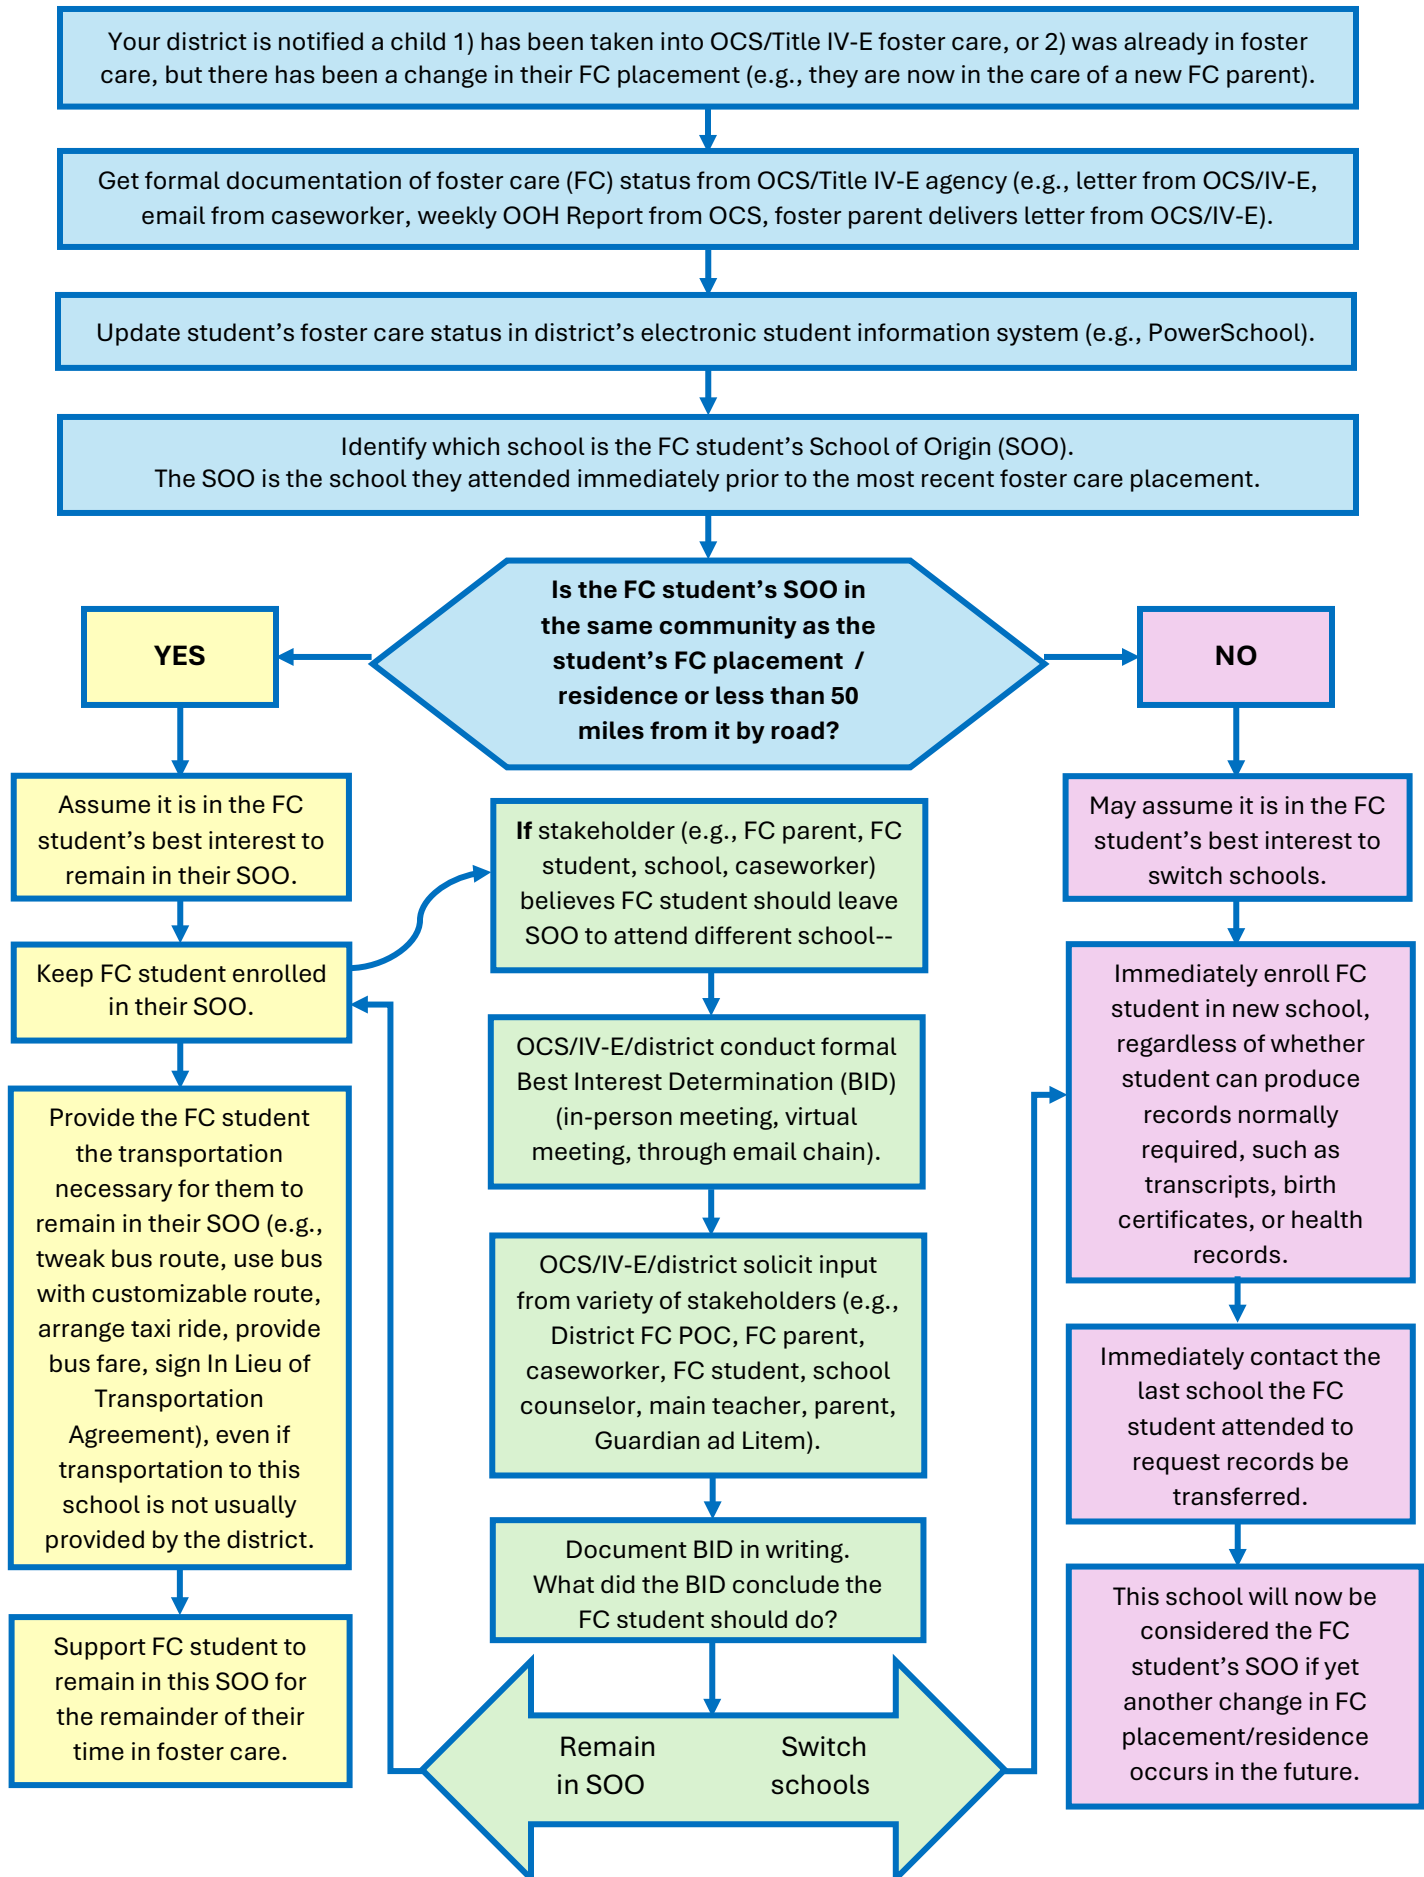 Your district is notified a child 1) has been taken into OCS/Title IV-E foster care, or 2) was already in foster
care, but there has been a change in their FC placement (e.g., they are now in the care of a new FC parent).
Get formal documentation of foster care (FC) status from OCS/Title IV-E agency (e.g., letter from OCS/IV-E,
email from caseworker, weekly OOH Report from OCS, foster parent delivers letter from OCS/IV-E).
Update student’s foster care status in district’s electronic student information system (e.g., PowerSchool).
Identify which school is the FC student’s School of Origin (SOO).
The SOO is the school they attended immediately prior to the most recent foster care placement.
Is the FC student’s SOO in
the same community as the
student’s FC placement /
residence or less than 50
miles from it by road?
YES
Assume it is in the FC
student’s best interest to
remain in their SOO.
Keep FC student enrolled
in their SOO.
Provide the FC student
the transportation
necessary for them to
remain in their SOO (e.g.,
tweak bus route, use bus
with customizable route,
arrange taxi ride, provide
bus fare, sign In Lieu of
Transportation
Agreement), even if
transportation to this
school is not usually
provided by the district.
Support FC student to
remain in this SOO for
the remainder of their
time in foster care.
If stakeholder (e.g., FC parent, FC
student, school, caseworker)
believes FC student should leave
SOO to attend different school--
OCS/IV-E/district conduct formal
Best Interest Determination (BID)
(in-person meeting, virtual
meeting, through email chain).
OCS/IV-E/district solicit input
from variety of stakeholders (e.g.,
District FC POC, FC parent,
caseworker, FC student, school
counselor, main teacher, parent,
Guardian ad Litem).
Document BID in writing.
What did the BID conclude the
FC student should do?
Remain
in SOO
Switch
schools
NO
May assume it is in the FC
student’s best interest to
switch schools.
Immediately enroll FC
student in new school,
regardless of whether
student can produce
records normally
required, such as
transcripts, birth
certificates, or health
records.
Immediately contact the
last school the FC
student attended to
request records be
transferred.
This school will now be
considered the FC
student’s SOO if yet
another change in FC
placement/residence
occurs in the future.